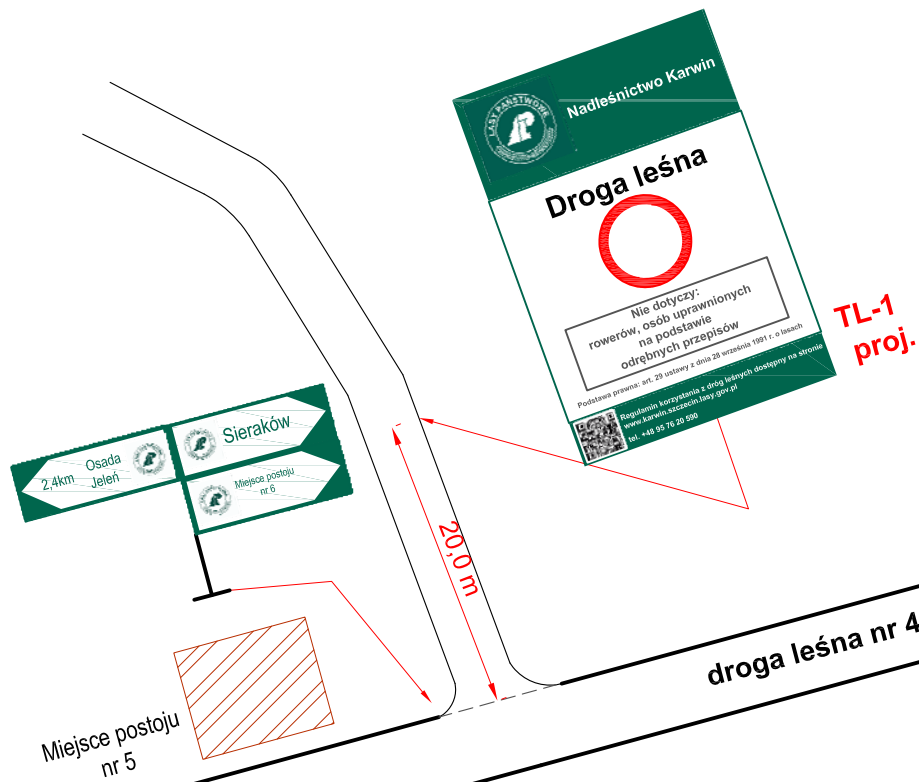 Nadleśnictwo Karwin
LASY PAŃSTWOWE
Droga leśna
Nie dotyczy:
rowerów, osób uprawnionych
na podstawie
odrębnych przepisów
Podstawa prawna: art. 29 ustawy z dnia 28 września 1991 r. o lasach
Regulamin korzystania z dróg leśnych dostępny na stronie
www.karwin.szczecin.lasy.gov.pl
tel. +48 95 76 20 590
TL-1
proj.
Sieraków
2,4km Osada
Jeleń
Miejsce postoju
nr 6
20,0 m
droga leśna nr 4
Miejsce postoju
nr 5